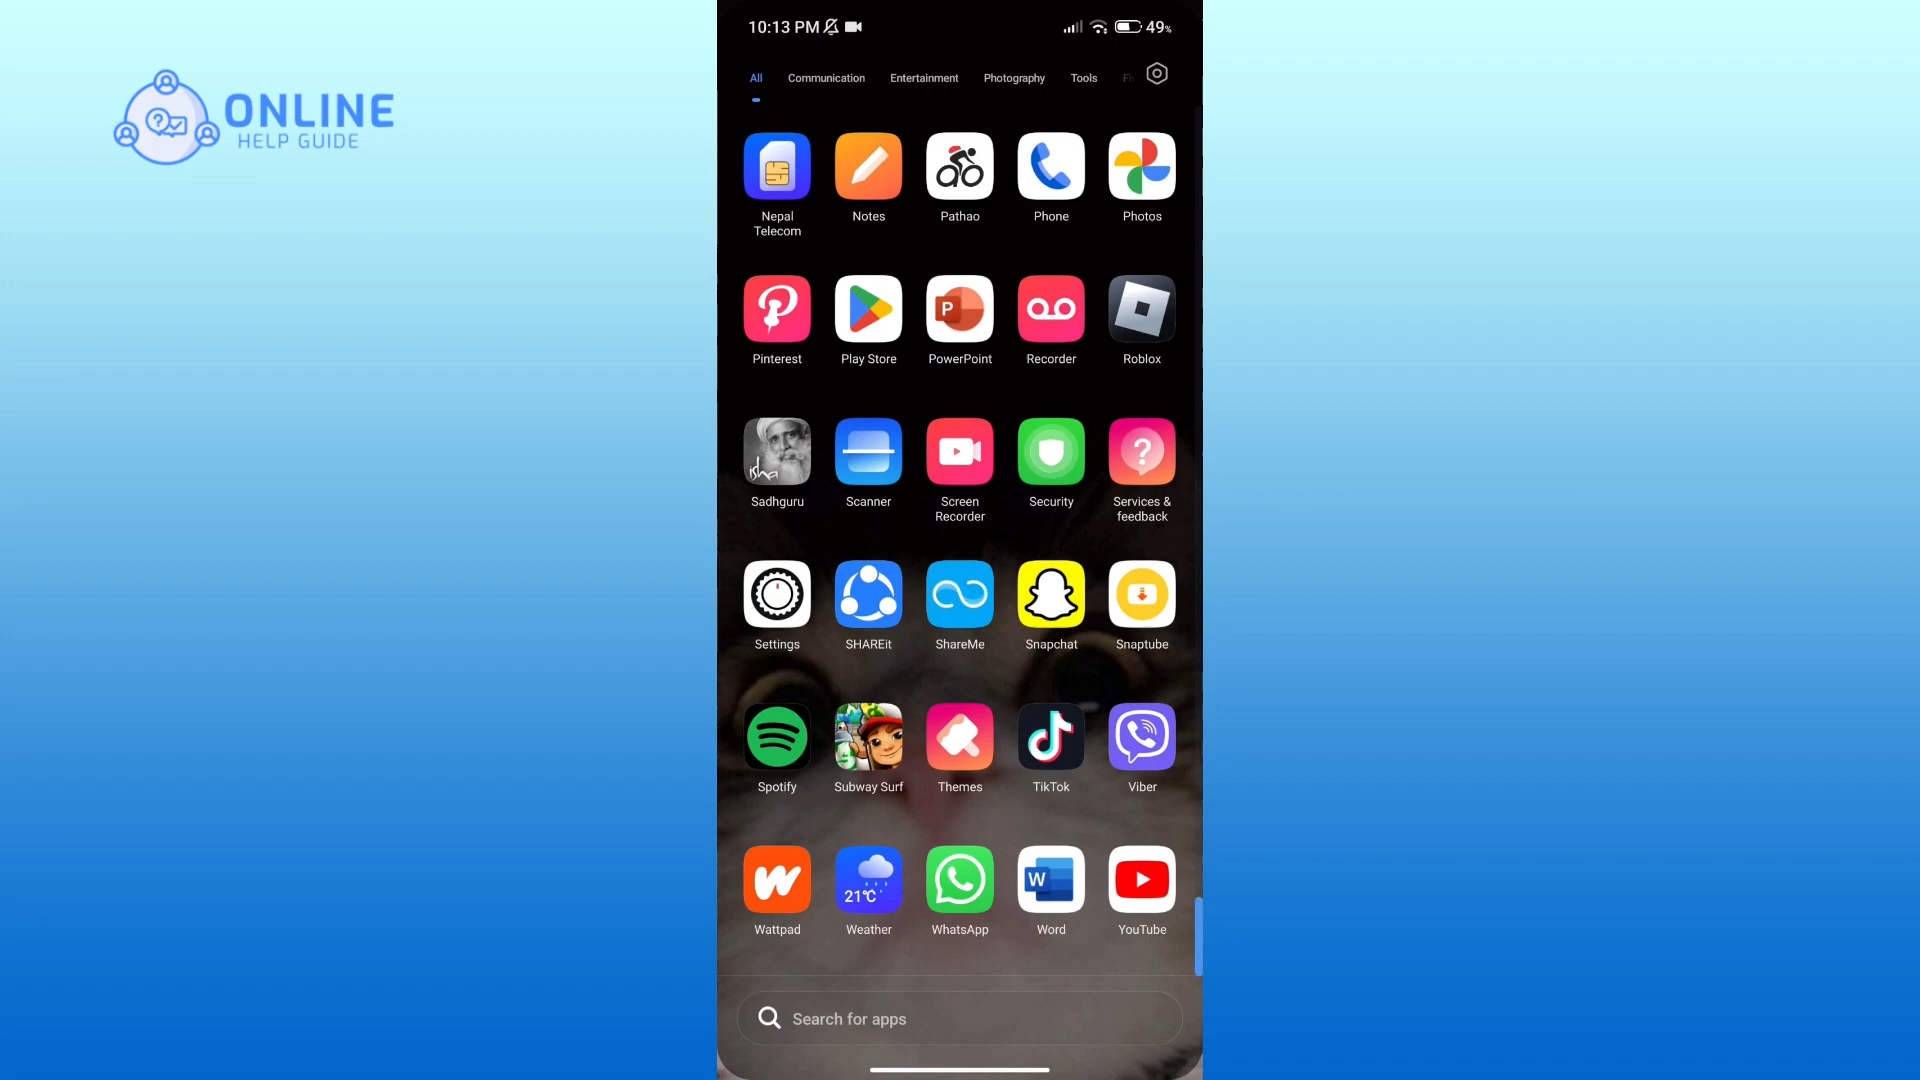 10:13 PM
49%
ONLINE
HELP GUIDE
All Communication Entertainment Photography Tools
Nepal Telecom
Notes
Pathao
Phone
Photos
Pinterest
Play Store
P
PowerPoint
Recorder
Roblox
isha
Sadhguru
Scanner
Screen Recorder
Security
?
Services & feedback
Settings
SHAREit
ShareMe
Snapchat
Snaptube
Spotify
Subway Surf
Themes
TikTok
Viber
Wattpad
21°C
Weather
WhatsApp
W
Word
YouTube
Search for apps